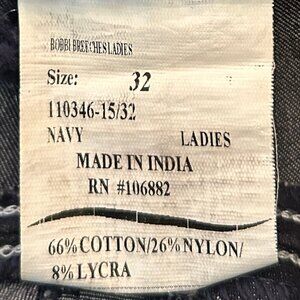 BOBBI BREECHES LADIES
Size: 32
110346-15/32
NAVY LADIES
MADE IN INDIA
RN #106882
66% COTTON/26% NYLON/
8% LYCRA